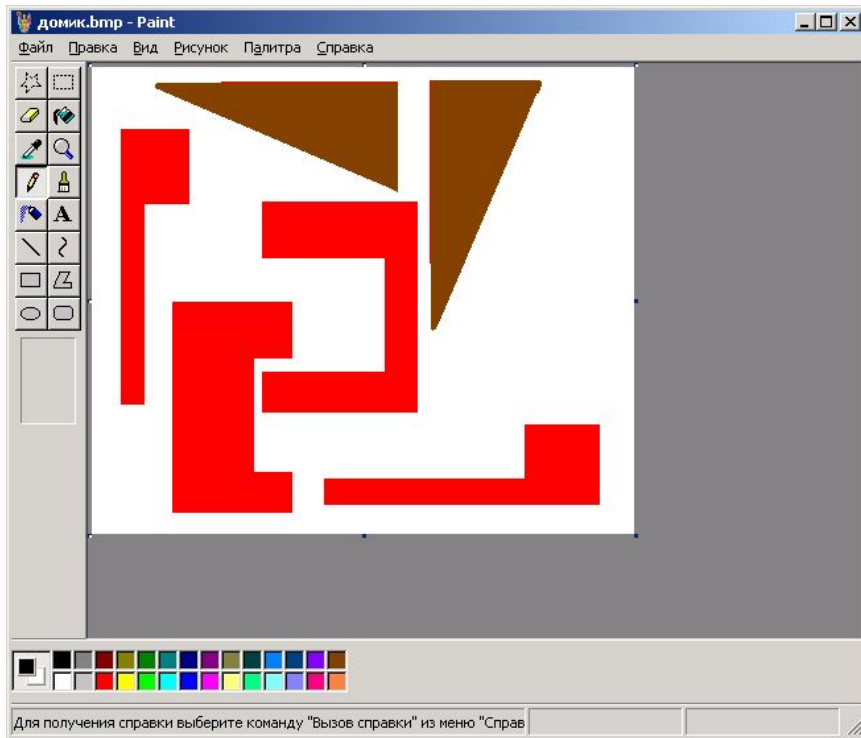 домик.bmp - Paint
Файл Правка Вид Рисунок Палитра Справка
A
Для получения справки выберите команду "Вызов справки" из меню "Справ